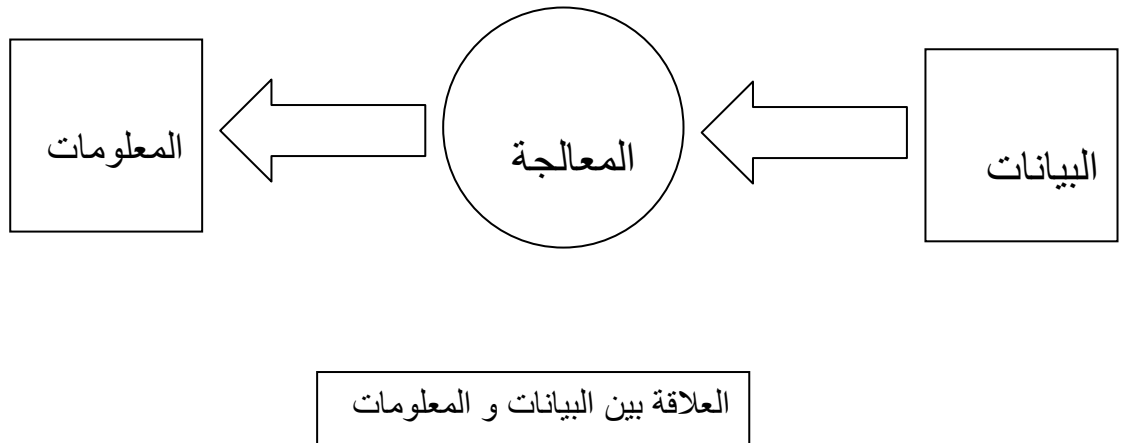 البيانات
المعالجة
المعلومات
العلاقة بين البيانات و المعلومات